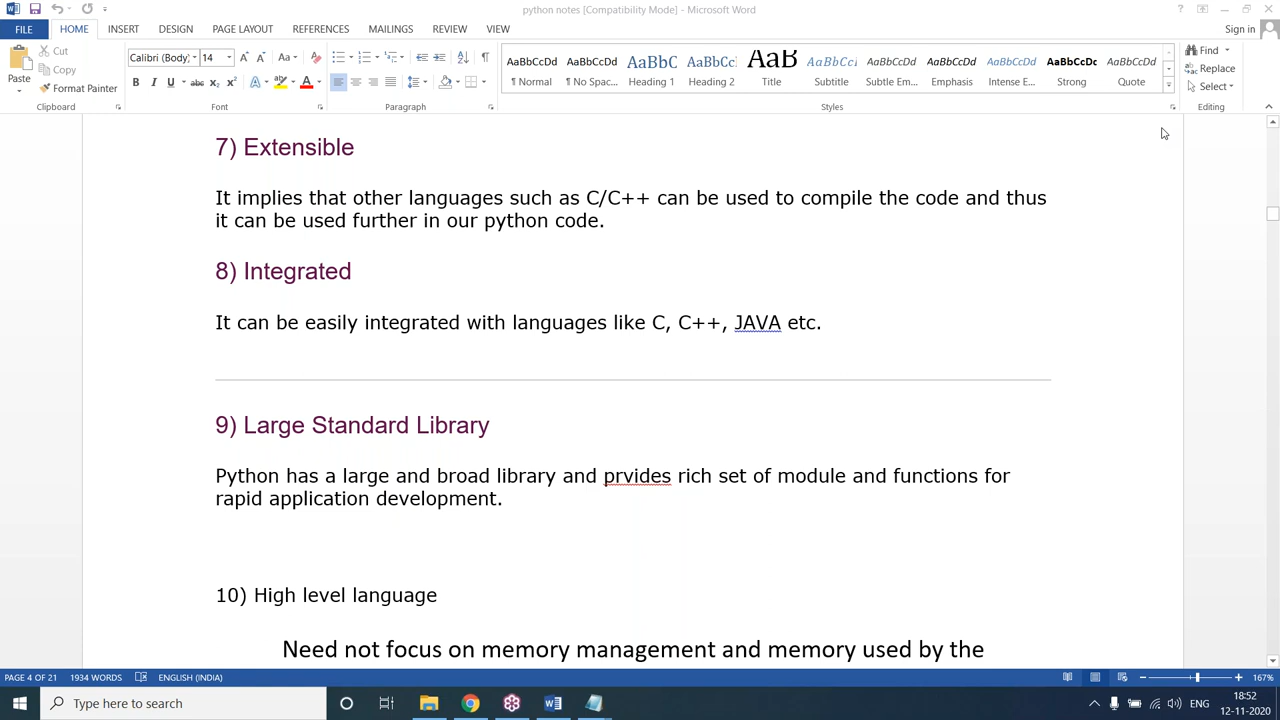 python notes [Compatibility Mode] - Microsoft Word
FILE HOME INSERT DESIGN PAGE LAYOUT REFERENCES MAILINGS REVIEW VIEW Sign in
Cut
Copy
Format Painter
Paste
Calibri (Body) 14
AaBbCcDd AaBbCcDd AaBbC AaBbCc AaB AaBbCcI AaBbCcDd AaBbCcDd AaBbCcDd AaBbCcDc AaBbCcDd
¶ Normal ¶ No Spac... Heading 1 Heading 2 Title Subtitle Subtle Em... Emphasis Intense E... Strong Quote
Find
Replace
Select
Clipboard Font Paragraph Styles Editing
7) Extensible
It implies that other languages such as C/C++ can be used to compile the code and thus
it can be used further in our python code.
8) Integrated
It can be easily integrated with languages like C, C++, JAVA etc.
9) Large Standard Library
Python has a large and broad library and prvides rich set of module and functions for
rapid application development.
10) High level language
Need not focus on memory management and memory used by the
PAGE 4 OF 21 1934 WORDS ENGLISH (INDIA) 167%
Type here to search
ENG
18:52
12-11-2020